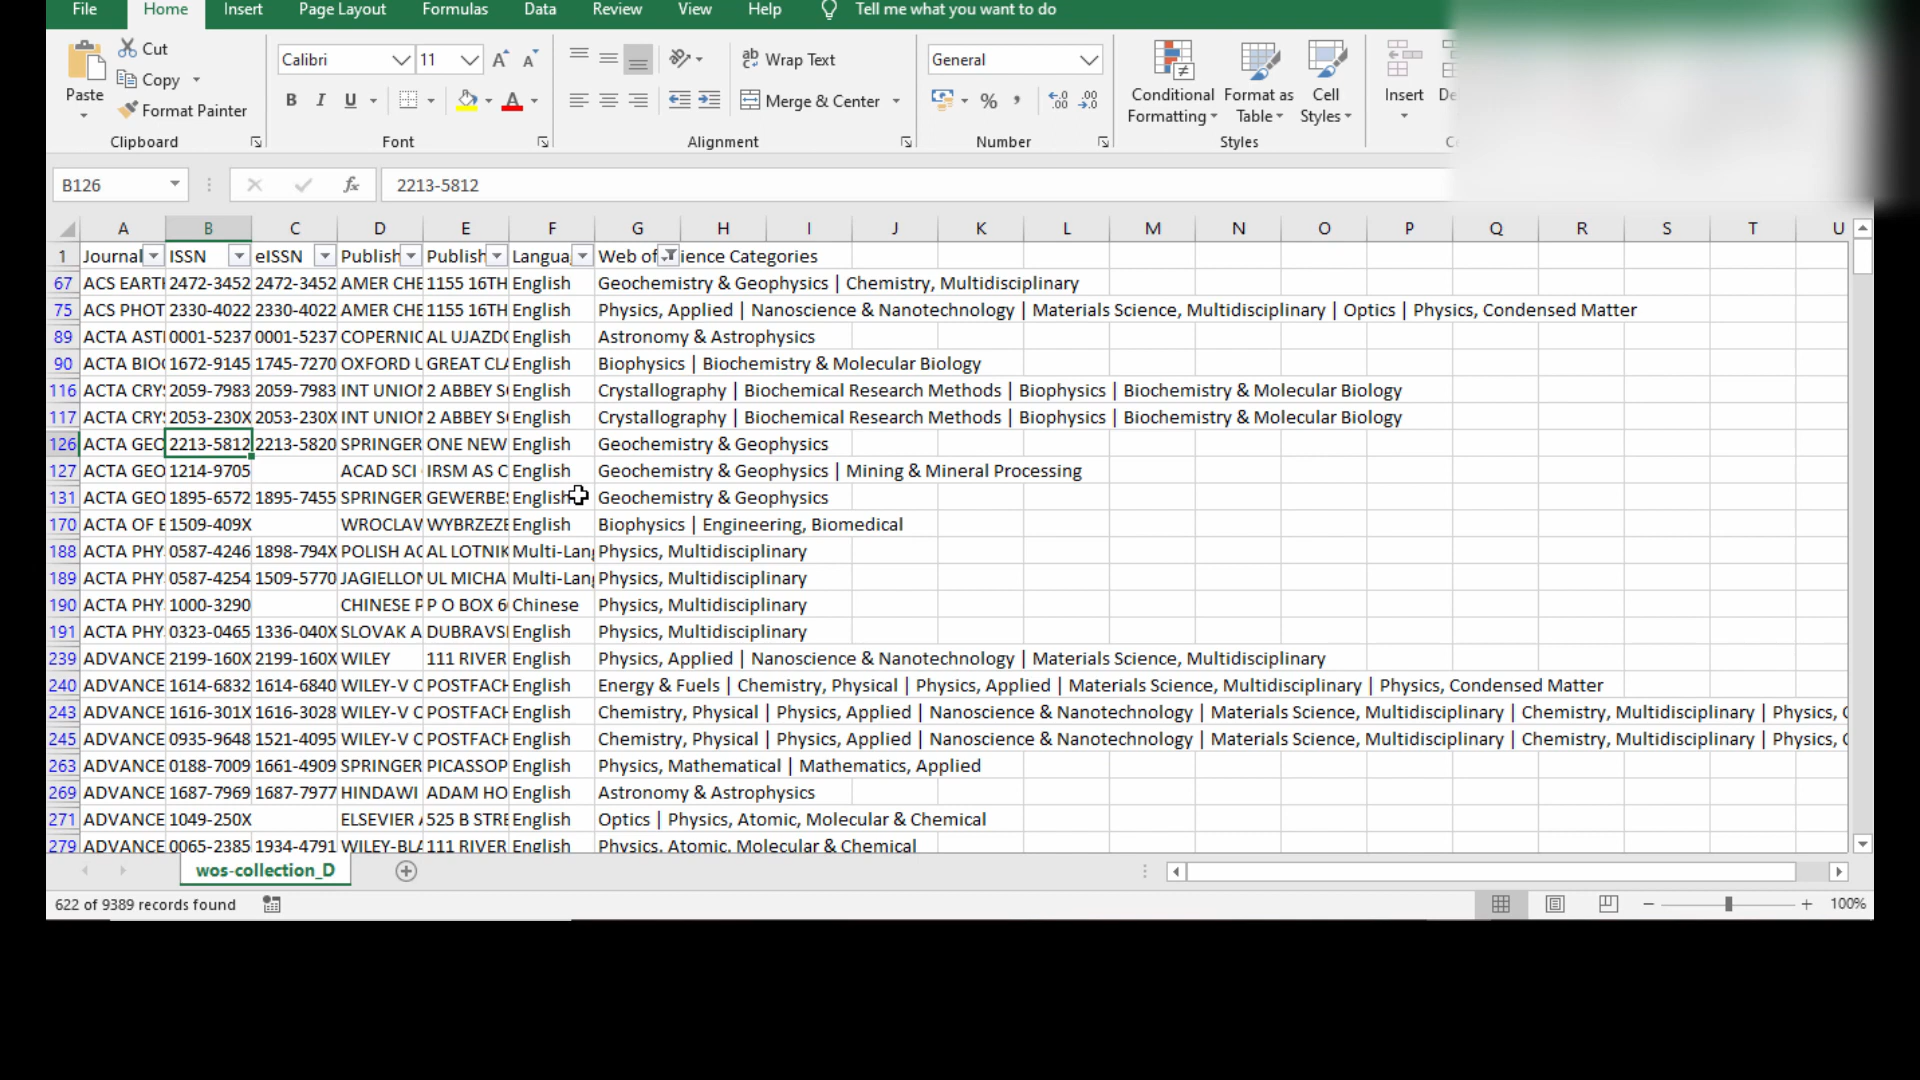 File Home Insert Page Layout Formulas Data Review View Help Tell me what you want to do
Paste Cut Copy Format Painter Clipboard
Calibri 11 B I U A Font
Wrap Text Merge & Center Alignment
General % Number
Conditional Formatting Format as Table Cell Styles Styles
Insert
B126 fx 2213-5812
A B C D E F G H I J K L M N O P Q R S T U
1 Journal ISSN eISSN Publish Publish Langua Web of ience Categories
67 ACS EART 2472-3452 2472-3452 AMER CHE 1155 16TH English Geochemistry & Geophysics | Chemistry, Multidisciplinary
75 ACS PHOT 2330-4022 2330-4022 AMER CHE 1155 16TH English Physics, Applied | Nanoscience & Nanotechnology | Materials Science, Multidisciplinary | Optics | Physics, Condensed Matter
89 ACTA AST 0001-5237 0001-5237 COPERNIC AL UJAZDO English Astronomy & Astrophysics
90 ACTA BIOC 1672-9145 1745-7270 OXFORD U GREAT CLA English Biophysics | Biochemistry & Molecular Biology
116 ACTA CRY 2059-7983 2059-7983 INT UNION 2 ABBEY S English Crystallography | Biochemical Research Methods | Biophysics | Biochemistry & Molecular Biology
117 ACTA CRY 2053-230X 2053-230X INT UNION 2 ABBEY S English Crystallography | Biochemical Research Methods | Biophysics | Biochemistry & Molecular Biology
126 ACTA GEO 2213-5812 2213-5820 SPRINGER ONE NEW English Geochemistry & Geophysics
127 ACTA GEO 1214-9705 ACAD SCI IRSM AS C English Geochemistry & Geophysics | Mining & Mineral Processing
131 ACTA GEO 1895-6572 1895-7455 SPRINGER GEWERBES English Geochemistry & Geophysics
170 ACTA OF B 1509-409X WROCLAW WYBRZEZE English Biophysics | Engineering, Biomedical
188 ACTA PHY 0587-4246 1898-794X POLISH AC AL LOTNIK Multi-Lang Physics, Multidisciplinary
189 ACTA PHY 0587-4254 1509-5770 JAGIELLON UL MICHA Multi-Lang Physics, Multidisciplinary
190 ACTA PHY 1000-3290 CHINESE P P O BOX 6 Chinese Physics, Multidisciplinary
191 ACTA PHY 0323-0465 1336-040X SLOVAK A DUBRAVS English Physics, Multidisciplinary
239 ADVANCE 2199-160X 2199-160X WILEY 111 RIVER English Physics, Applied | Nanoscience & Nanotechnology | Materials Science, Multidisciplinary
240 ADVANCE 1614-6832 1614-6840 WILEY-V C POSTFACH English Energy & Fuels | Chemistry, Physical | Physics, Applied | Materials Science, Multidisciplinary | Physics, Condensed Matter
243 ADVANCE 1616-301X 1616-3028 WILEY-V C POSTFACH English Chemistry, Physical | Physics, Applied | Nanoscience & Nanotechnology | Materials Science, Multidisciplinary | Chemistry, Multidisciplinary | Physics, C
245 ADVANCE 0935-9648 1521-4095 WILEY-V C POSTFACH English Chemistry, Physical | Physics, Applied | Nanoscience & Nanotechnology | Materials Science, Multidisciplinary | Chemistry, Multidisciplinary | Physics, C
263 ADVANCE 0188-7009 1661-4909 SPRINGER PICASSOP English Physics, Mathematical | Mathematics, Applied
269 ADVANCE 1687-7969 1687-7977 HINDAWI ADAM HO English Astronomy & Astrophysics
271 ADVANCE 1049-250X ELSEVIER 525 B STRE English Optics | Physics, Atomic, Molecular & Chemical
279 ADVANCE 0065-2385 1934-4791 WILEY-BLA 111 RIVER English Physics, Atomic, Molecular & Chemical
wos-collection_D
622 of 9389 records found 100%